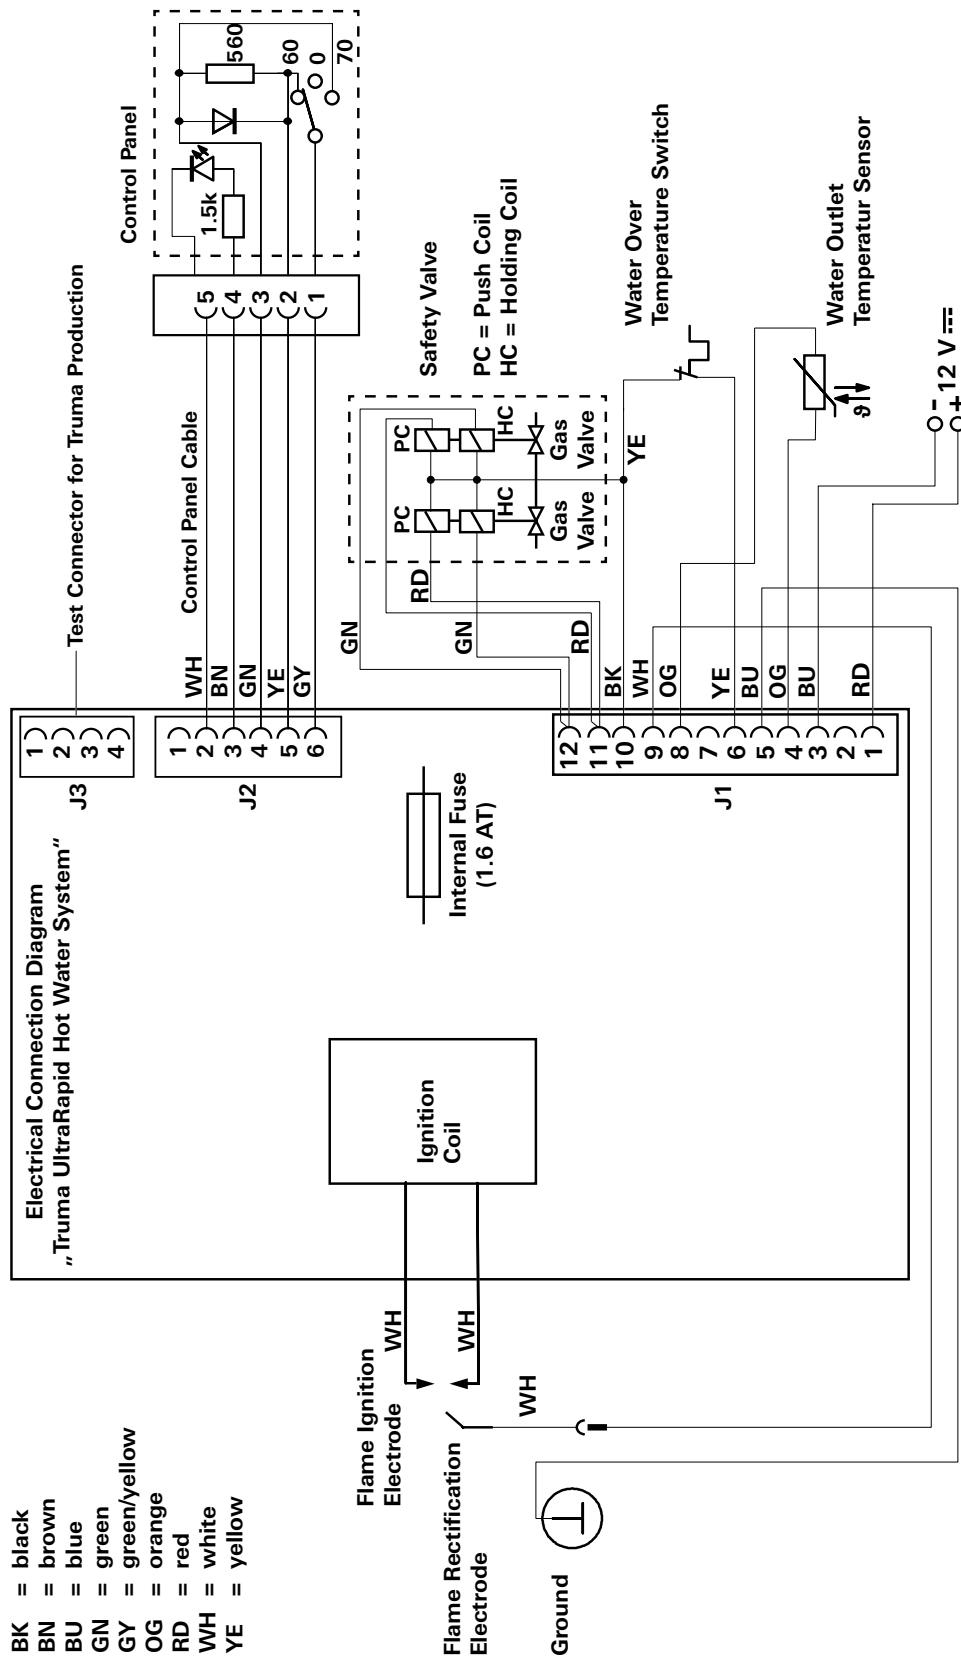 Electrical Connection Diagram
„Truma UltraRapid Hot Water System“
BK = black
BN = brown
BU = blue
GN = green
GY = green/yellow
OG = orange
RD = red
WH = white
YE = yellow
J3
1
2
3
4
Test Connector for Truma Production
J2
1
2
3
4
5
6
WH
BN
GN
YE
GY
Control Panel Cable
5
4
3
2
1
Control Panel
1.5k
560
60
0
70
Internal Fuse
(1.6 AT)
Ignition
Coil
WH
WH
Flame Ignition
Electrode
Flame Rectification
Electrode
WH
Ground
GN
RD
GN
RD
PC
PC
HC
HC
Gas
Valve
Gas
Valve
Safety Valve
PC = Push Coil
HC = Holding Coil
J1
12
11
10
9
8
7
6
5
4
3
2
1
BK
WH
OG
YE
BU
OG
BU
RD
YE
Water Over
Temperature Switch
Water Outlet
Temperatur Sensor
ϑ
-
+
12 V